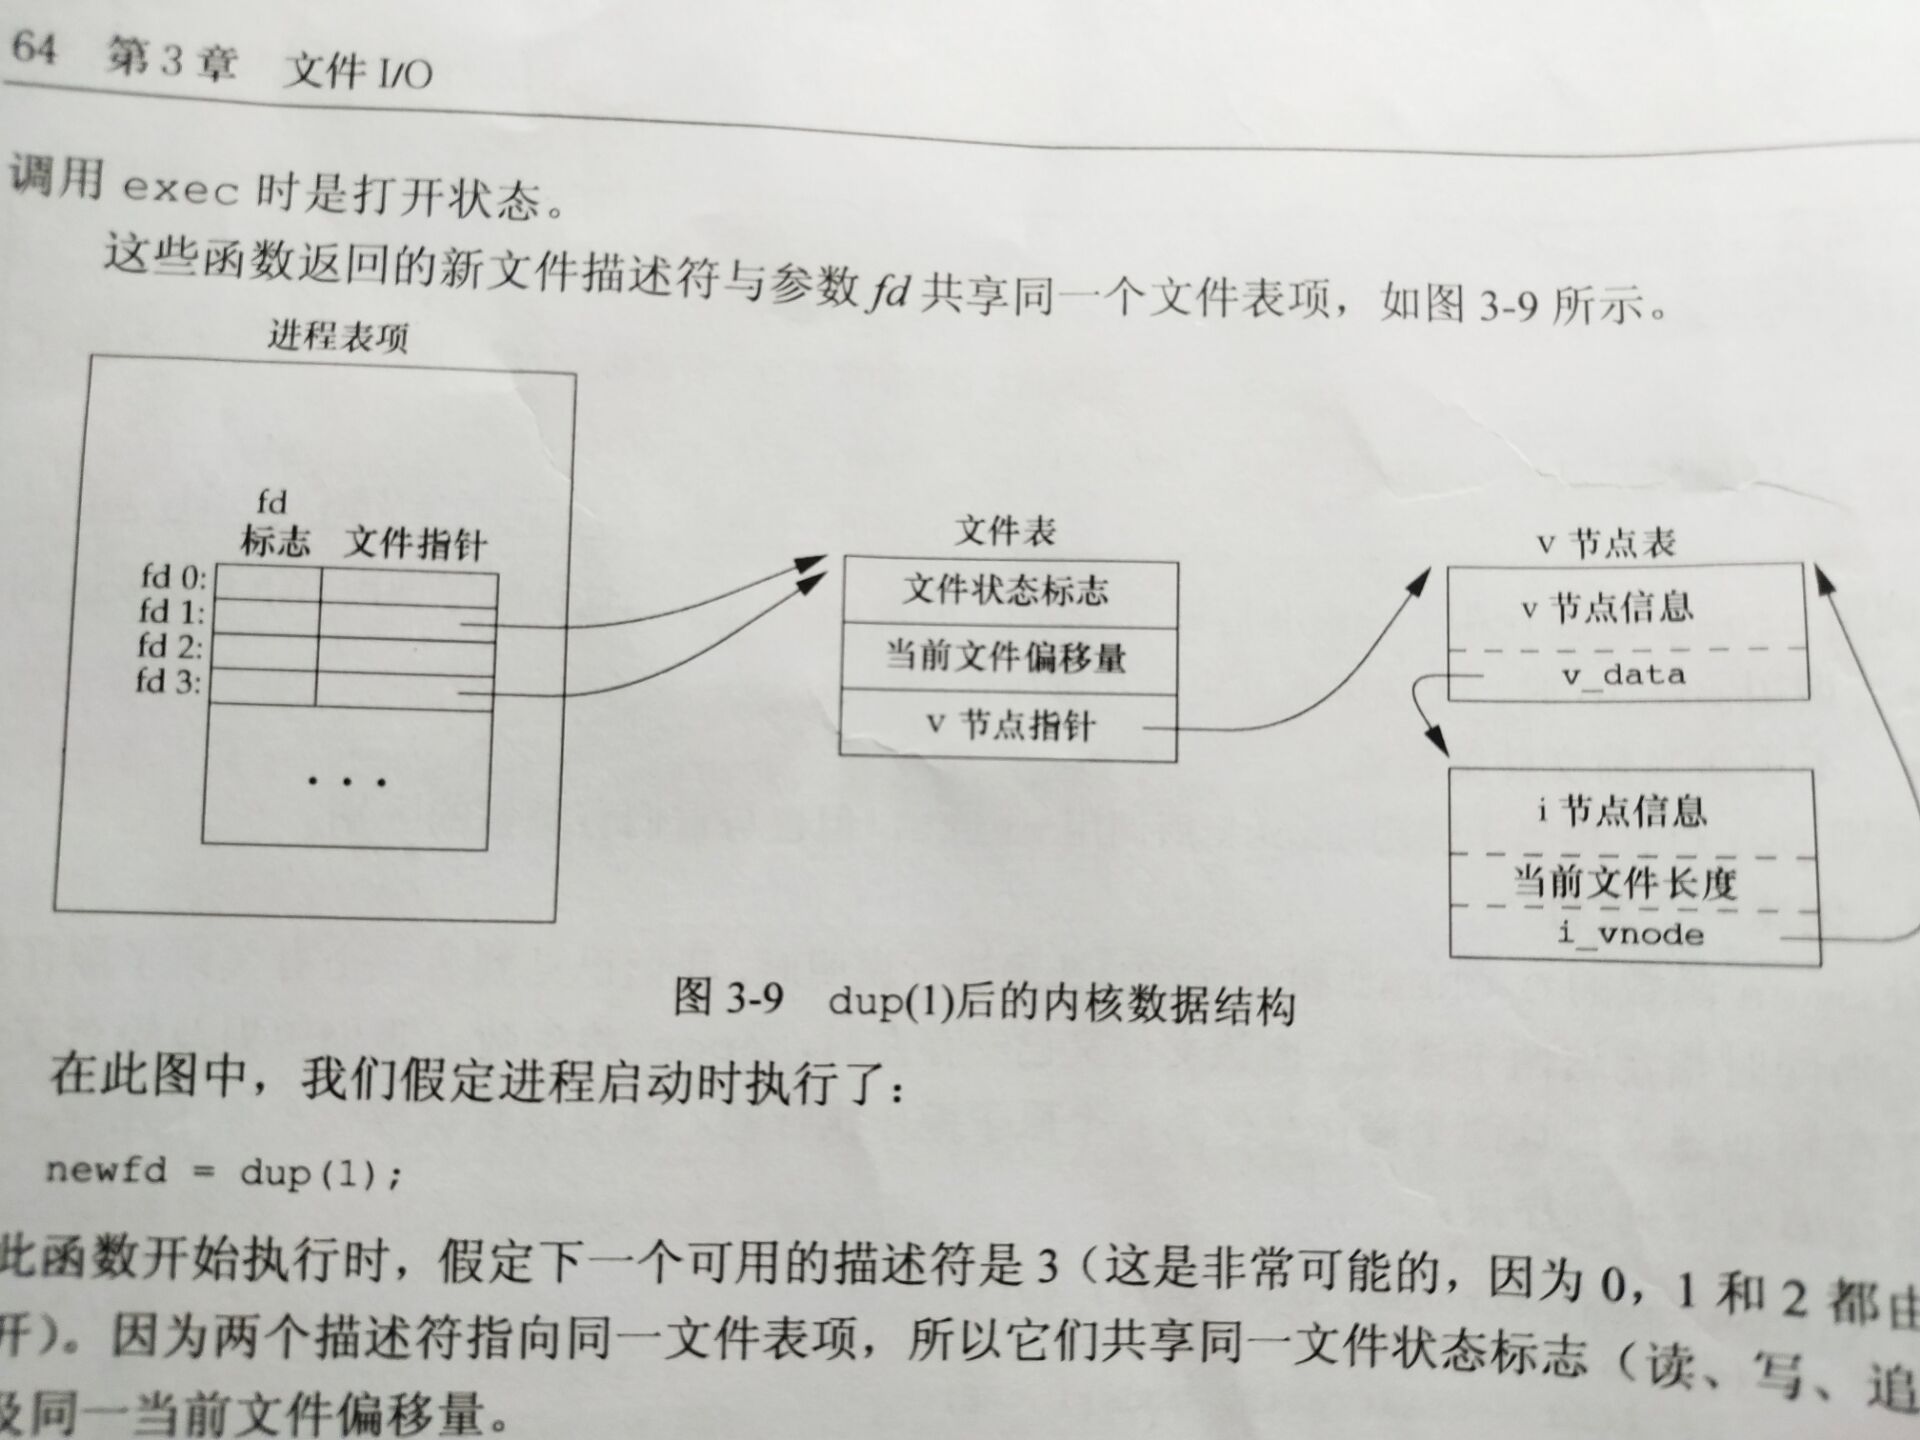 64 第3章 文件 I/O
调用 exec 时是打开状态。
这些函数返回的新文件描述符与参数 fd 共享同一个文件表项，如图 3-9 所示。
进程表项
fd
标志 文件指针
fd 0:
fd 1:
fd 2:
fd 3:
...
文件表
文件状态标志
当前文件偏移量
v 节点指针
v 节点表
v 节点信息
v_data
i 节点信息
当前文件长度
i_vnode
图 3-9 dup(1)后的内核数据结构
在此图中，我们假定进程启动时执行了：
newfd = dup(1);
此函数开始执行时，假定下一个可用的描述符是 3（这是非常可能的，因为 0，1 和 2 都由
开）。因为两个描述符指向同一文件表项，所以它们共享同一文件状态标志（读、写、追
及同一当前文件偏移量。